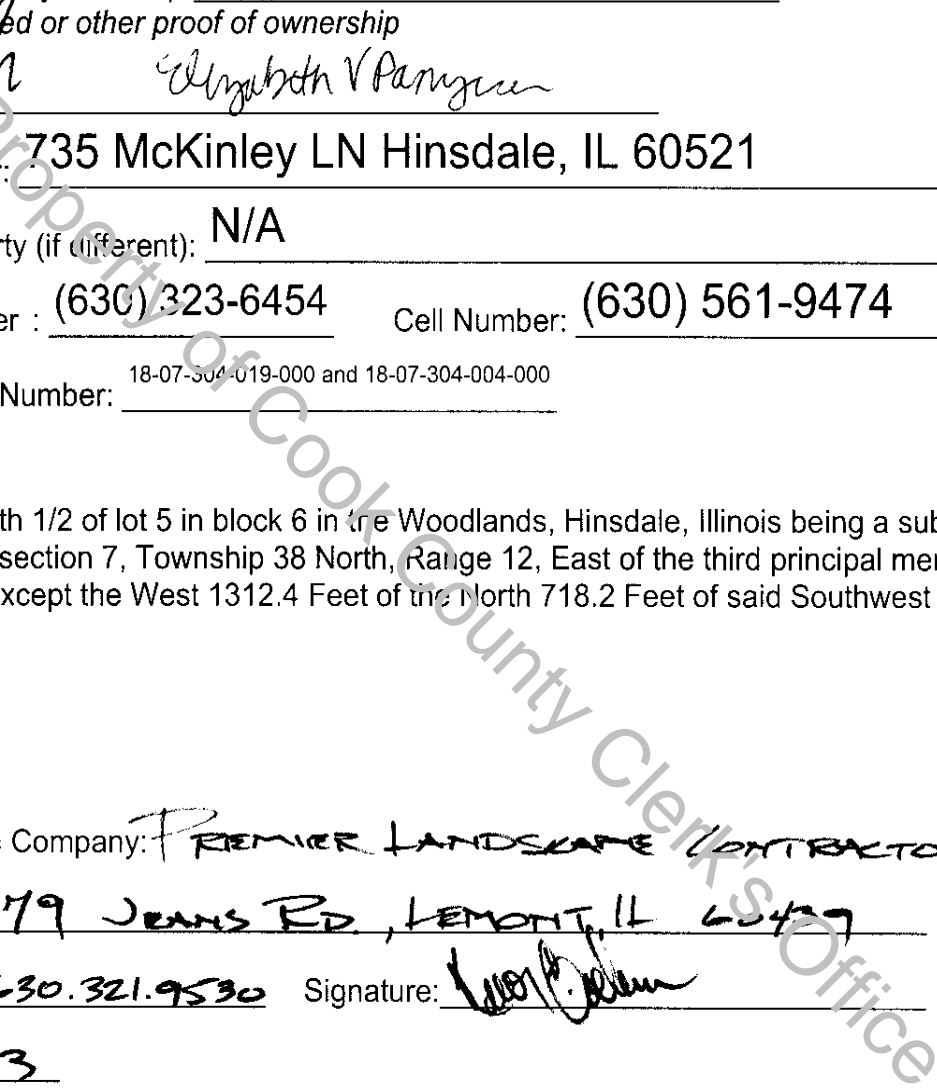 ed or other proof of ownership
Elizabeth V
: 735 McKinley LN Hinsdale, IL 60521
rty (if different): N/A
er : (630) 323-6454 Cell Number: (630) 561-9474
Number: 18-07-304-019-000 and 18-07-304-004-000
th 1/2 of lot 5 in block 6 in the Woodlands, Hinsdale, Illinois being a sub
section 7, Township 38 North, Range 12, East of the third principal mer
xcept the West 1312.4 Feet of the North 718.2 Feet of said Southwest
Company: PREMIER LANDSCAPE CONTRACTO
79 JEANS RD., LEMONT, IL 60439
630.321.9530 Signature:
3
Property of Cook County Clerk's Office